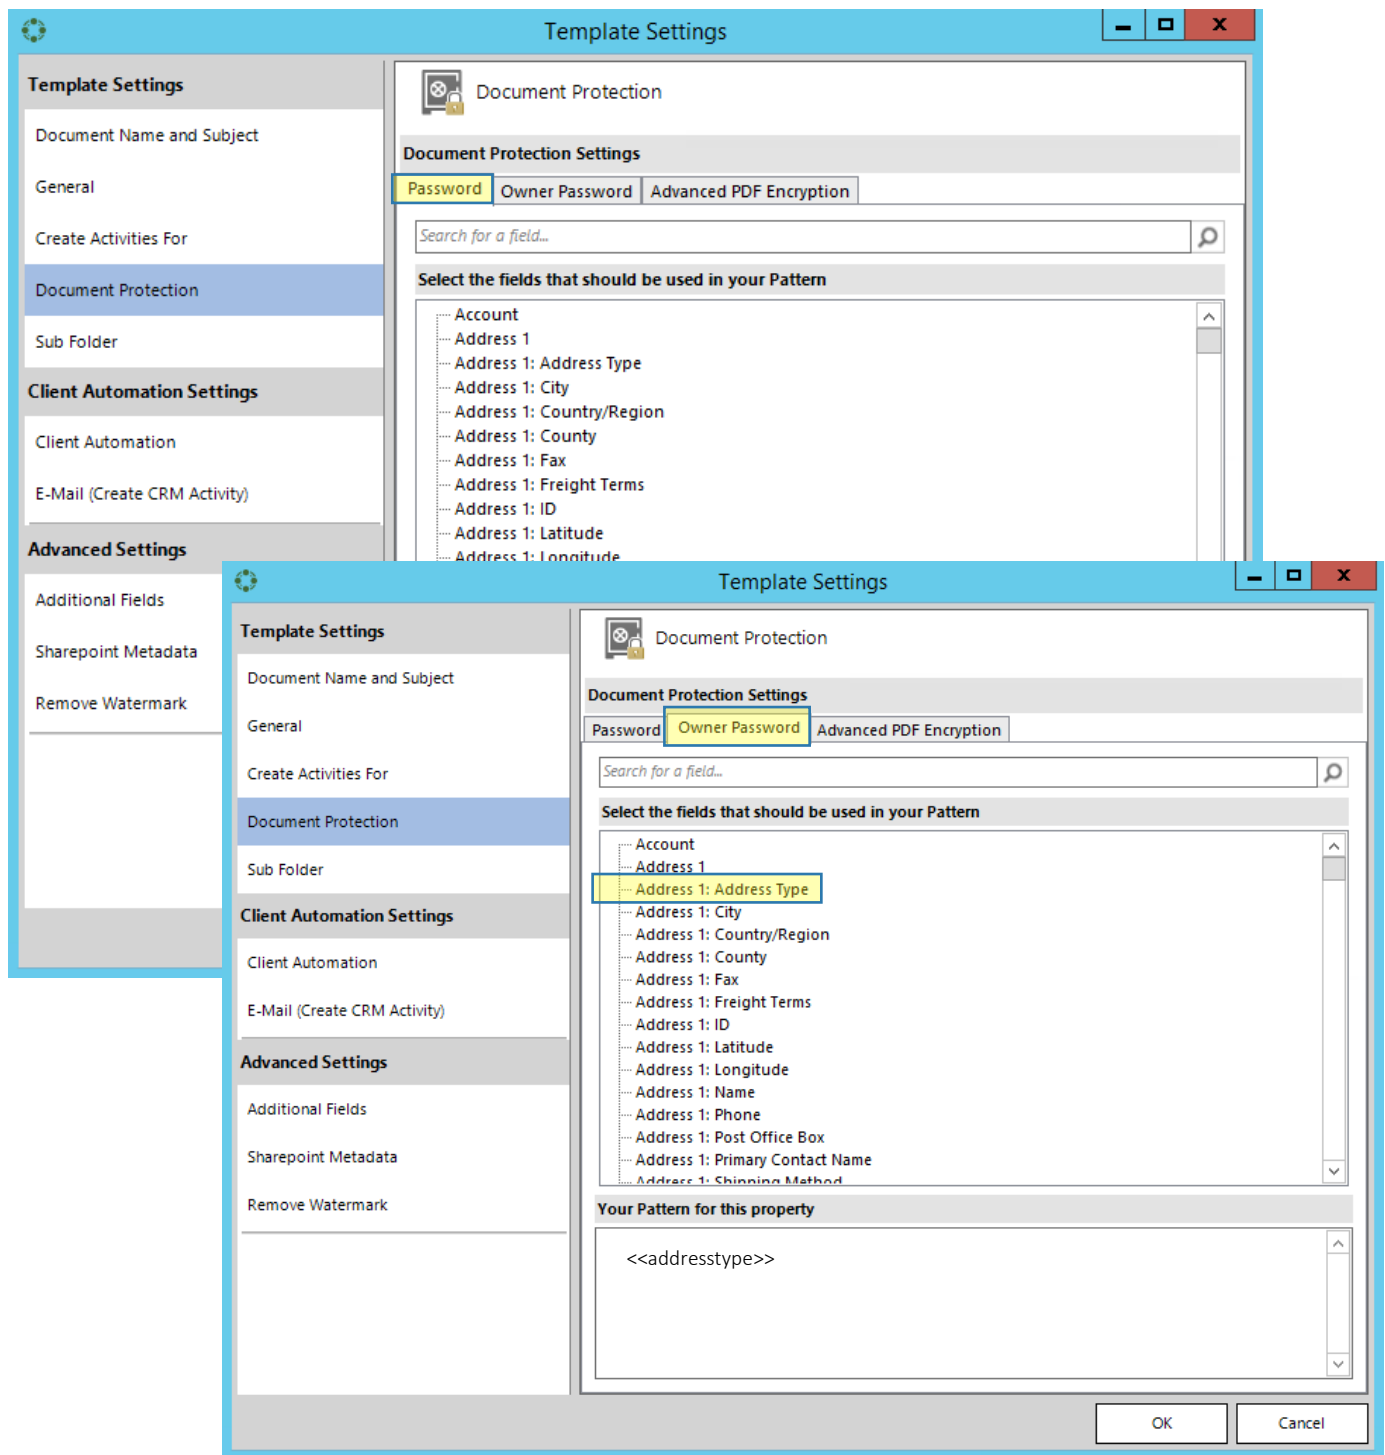 Template Settings
X
Template Settings
Document Name and Subject
General
Create Activities For
Document Protection
Sub Folder
Client Automation Settings
Client Automation
E-Mail (Create CRM Activity)
Advanced Settings
Additional Fields
Sharepoint Metadata
Remove Watermark
Document Protection
Document Protection Settings
Password Owner Password Advanced PDF Encryption
Search for a field...
Select the fields that should be used in your Pattern
Account
Address 1
Address 1: Address Type
Address 1: City
Address 1: Country/Region
Address 1: County
Address 1: Fax
Address 1: Freight Terms
Address 1: ID
Address 1: Latitude
Address 1: Longitude
Template Settings
X
Template Settings
Document Name and Subject
General
Create Activities For
Document Protection
Sub Folder
Client Automation Settings
Client Automation
E-Mail (Create CRM Activity)
Advanced Settings
Additional Fields
Sharepoint Metadata
Remove Watermark
Document Protection
Document Protection Settings
Password Owner Password Advanced PDF Encryption
Search for a field...
Select the fields that should be used in your Pattern
Account
Address 1
Address 1: Address Type
Address 1: City
Address 1: Country/Region
Address 1: County
Address 1: Fax
Address 1: Freight Terms
Address 1: ID
Address 1: Latitude
Address 1: Longitude
Address 1: Name
Address 1: Phone
Address 1: Post Office Box
Address 1: Primary Contact Name
Address 1: Shipping Method
Your Pattern for this property
<<addresstype>>
OK Cancel